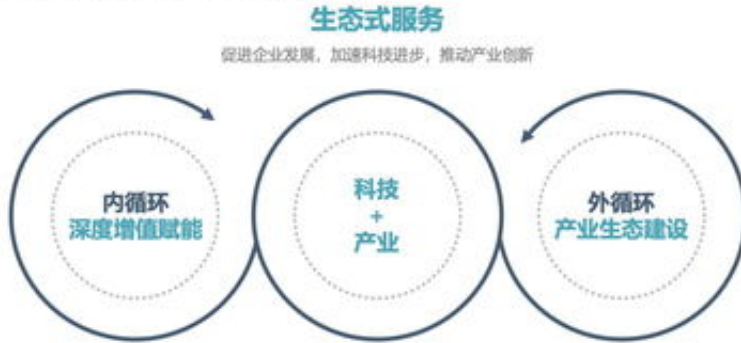 生态式服务
促进企业发展，加速科技进步，推动产业创新
内循环
深度增值赋能
科技
+
产业
外循环
产业生态建设